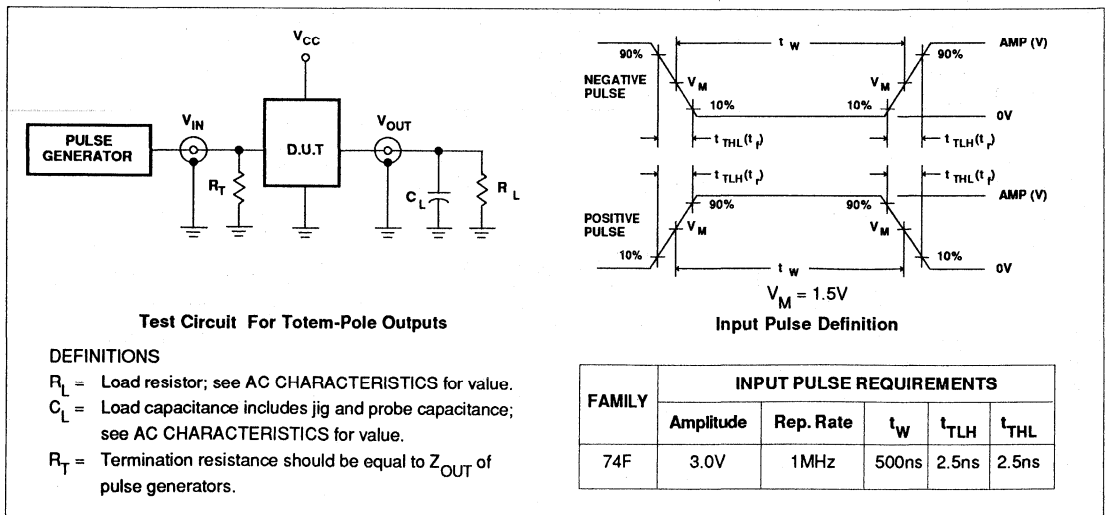 V_CC
PULSE GENERATOR
V_IN
R_T
D.U.T
V_OUT
C_L
R_L
Test Circuit For Totem-Pole Outputs
DEFINITIONS
R_L = Load resistor; see AC CHARACTERISTICS for value.
C_L = Load capacitance includes jig and probe capacitance;
see AC CHARACTERISTICS for value.
R_T = Termination resistance should be equal to Z_OUT of
pulse generators.
NEGATIVE
PULSE
90%
t_W
90%
AMP (V)
V_M
V_M
10%
10%
0V
t_THL(t_f)
t_TLH(t_r)
t_TLH(t_r)
t_THL(t_f)
AMP (V)
POSITIVE
PULSE
90%
90%
V_M
V_M
10%
10%
t_W
0V
V_M = 1.5V
Input Pulse Definition
FAMILY
INPUT PULSE REQUIREMENTS
Amplitude Rep. Rate t_W t_TLH t_THL
74F 3.0V 1MHz 500ns 2.5ns 2.5ns